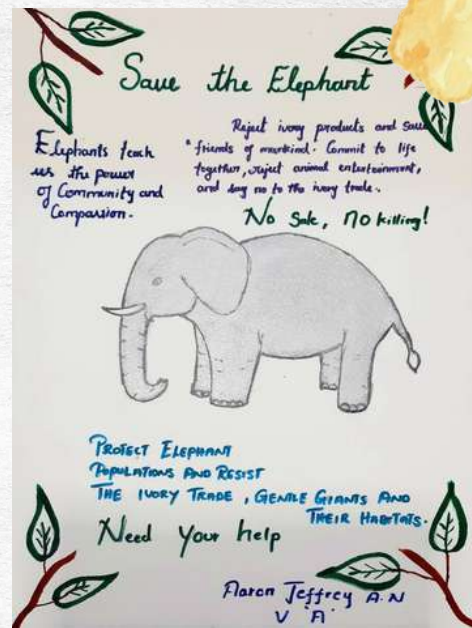 Save the Elephant
Elephants teach
us the power
of Community and
Compassion.
Reject ivory products and save
friends of mankind. Commit to life
together, reject animal entertainment,
and say no to the ivory trade.
No Sale, No killing!
PROTECT ELEPHANT
POPULATIONS AND RESIST
THE IVORY TRADE, GENTLE GIANTS AND
THEIR HABITATS.
Need Your help
Aaron Jeffrey A.N
V 'A'